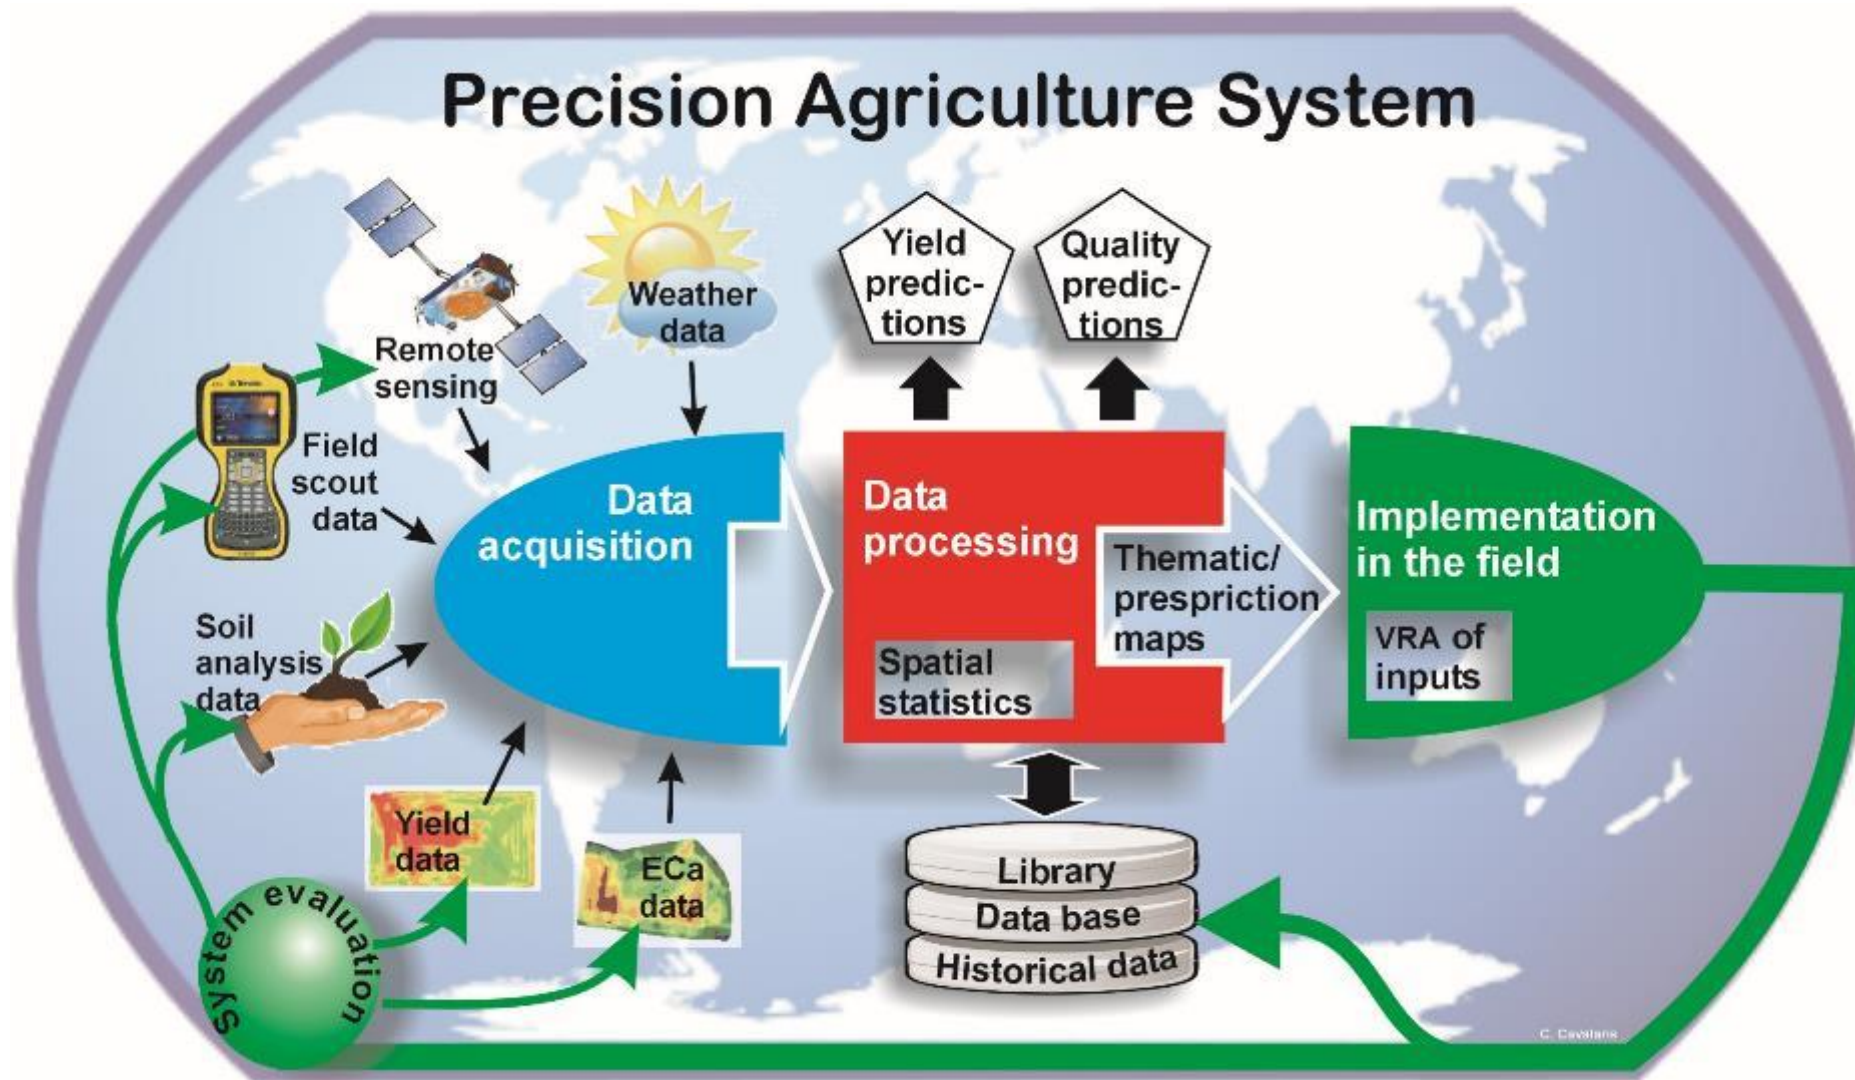 Precision Agriculture System
Weather
data
Yield
predic-
tions
Quality
predic-
tions
Remote
sensing
Field
scout
data
Data
acquisition
Data
processing
Thematic/
prespriction
maps
Implementation
in the field
Soil
analysis
data
Spatial
statistics
VRA of
inputs
Yield
data
ECa
data
Library
Data base
Historical data
System evaluation